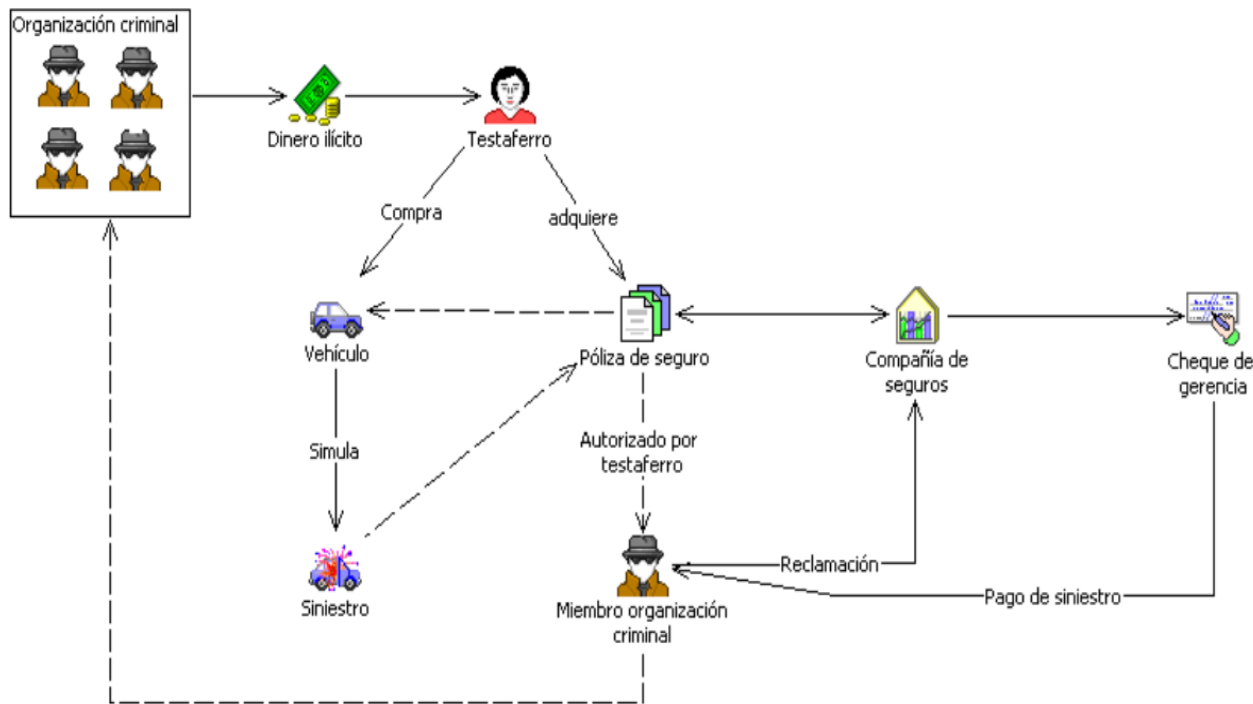 Organización criminal
Dinero ilícito
Testaferro
Compra
adquiere
Vehículo
Póliza de seguro
Compañía de
seguros
Cheque de
gerencia
Simula
Autorizado por
testaferro
Siniestro
Reclamación
Miembro organización
criminal
Pago de siniestro